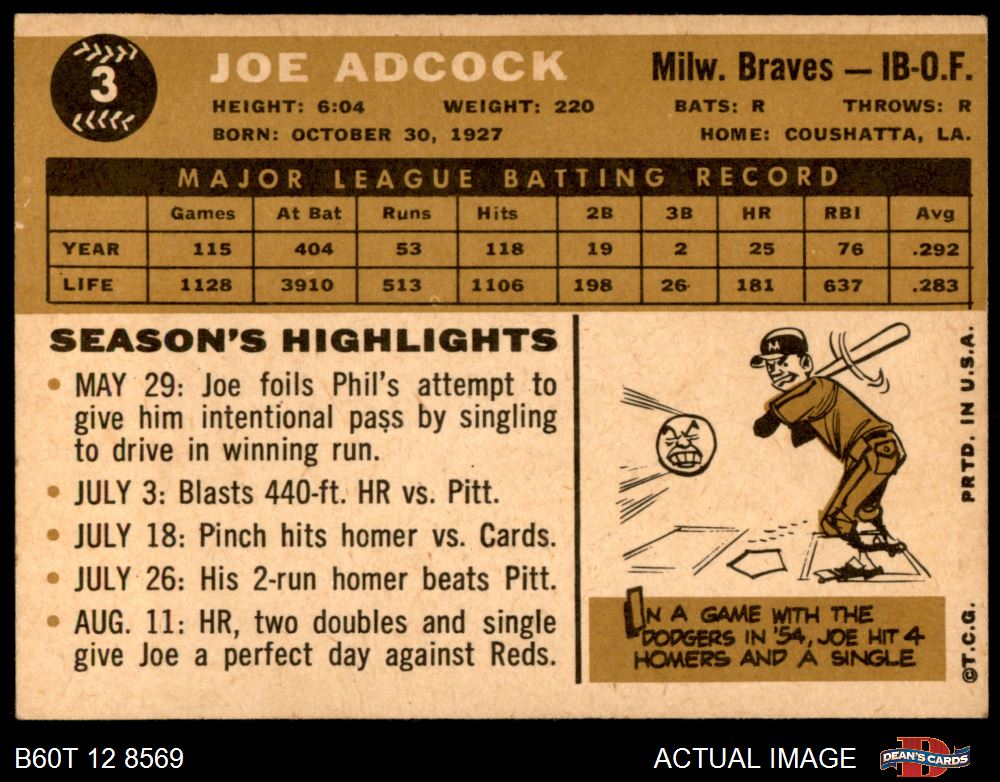 3
JOE ADCOCK
Milw. Braves — IB-O.F.
HEIGHT: 6:04 WEIGHT: 220 BATS: R THROWS: R
BORN: OCTOBER 30, 1927 HOME: COUSHATTA, LA.
MAJOR LEAGUE BATTING RECORD
Games At Bat Runs Hits 2B 3B HR RBI Avg
YEAR 115 404 53 118 19 2 25 76 .292
LIFE 1128 3910 513 1106 198 26 181 637 .283
SEASON'S HIGHLIGHTS
• MAY 29: Joe foils Phil's attempt to
give him intentional pass by singling
to drive in winning run.
• JULY 3: Blasts 440-ft. HR vs. Pitt.
• JULY 18: Pinch hits homer vs. Cards.
• JULY 26: His 2-run homer beats Pitt.
• AUG. 11: HR, two doubles and single
give Joe a perfect day against Reds.
M
IN A GAME WITH THE
DODGERS IN '54, JOE HIT 4
HOMERS AND A SINGLE
©T.C.G. PRTD. IN U.S.A.
B60T 12 8569 ACTUAL IMAGE DEAN'S CARDS